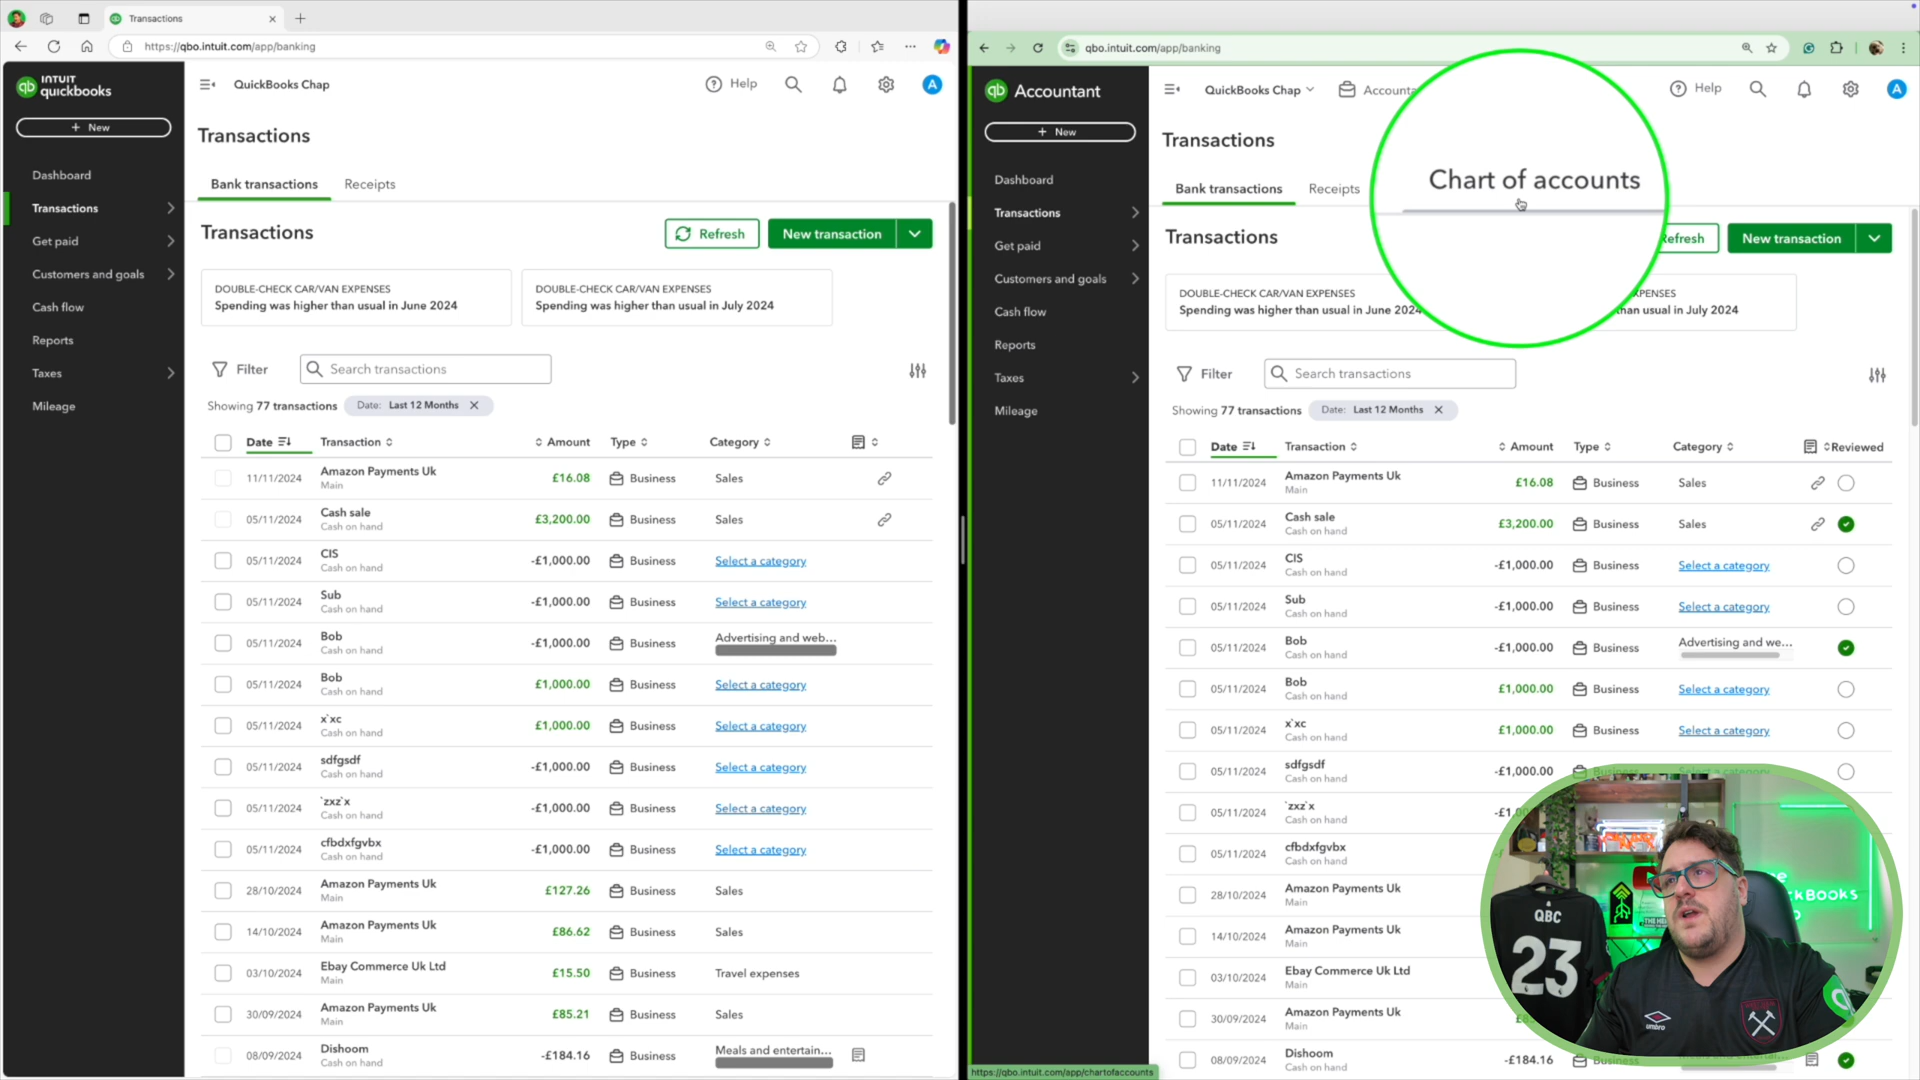 Transactions
https://qbo.intuit.com/app/banking
INTUIT
quickbooks
QuickBooks Chap
Help
A
+ New
Dashboard
Transactions
Get paid
Customers and goals
Cash flow
Reports
Taxes
Mileage
Transactions
Bank transactions
Receipts
Transactions
Refresh
New transaction
DOUBLE-CHECK CAR/VAN EXPENSES
Spending was higher than usual in June 2024
DOUBLE-CHECK CAR/VAN EXPENSES
Spending was higher than usual in July 2024
Filter
Search transactions
Showing 77 transactions
Date: Last 12 Months
Date Transaction Amount Type Category
11/11/2024 Amazon Payments Uk £16.08 Business Sales
Main
05/11/2024 Cash sale £3,200.00 Business Sales
Cash on hand
05/11/2024 CIS -£1,000.00 Business Select a category
Cash on hand
05/11/2024 Sub -£1,000.00 Business Select a category
Cash on hand
05/11/2024 Bob -£1,000.00 Business Advertising and web...
Cash on hand
05/11/2024 Bob £1,000.00 Business Select a category
Cash on hand
05/11/2024 x`xc £1,000.00 Business Select a category
Cash on hand
05/11/2024 sdfgsdf -£1,000.00 Business Select a category
Cash on hand
05/11/2024 `zxz`x -£1,000.00 Business Select a category
Cash on hand
05/11/2024 cfbdxfgvbx -£1,000.00 Business Select a category
Cash on hand
28/10/2024 Amazon Payments Uk £127.26 Business Sales
Main
14/10/2024 Amazon Payments Uk £86.62 Business Sales
Main
03/10/2024 Ebay Commerce Uk Ltd £15.50 Business Travel expenses
Main
30/09/2024 Amazon Payments Uk £85.21 Business Sales
Main
08/09/2024 Dishoom -£184.16 Business Meals and entertain...
Cash on hand
qbo.intuit.com/app/banking
qb Accountant
QuickBooks Chap
Help
A
+ New
Dashboard
Transactions
Get paid
Customers and goals
Cash flow
Reports
Taxes
Mileage
Transactions
Bank transactions
Receipts
Chart of accounts
Transactions
New transaction
DOUBLE-CHECK CAR/VAN EXPENSES
Spending was higher than usual in June 2024
than usual in July 2024
Filter
Search transactions
Showing 77 transactions
Date: Last 12 Months
Date Transaction Amount Type Category Reviewed
11/11/2024 Amazon Payments Uk £16.08 Business Sales
Main
05/11/2024 Cash sale £3,200.00 Business Sales
Cash on hand
05/11/2024 CIS -£1,000.00 Business Select a category
Cash on hand
05/11/2024 Sub -£1,000.00 Business Select a category
Cash on hand
05/11/2024 Bob -£1,000.00 Business Advertising and we...
Cash on hand
05/11/2024 Bob £1,000.00 Business Select a category
Cash on hand
05/11/2024 x`xc £1,000.00 Business Select a category
Cash on hand
05/11/2024 sdfgsdf -£1,000.00
Cash on hand
05/11/2024 `zxz`x
Cash on hand
05/11/2024 cfbdxfgvbx
Cash on hand
28/10/2024 Amazon Payments Uk
Main
14/10/2024 Amazon Payments Uk
Main
03/10/2024 Ebay Commerce Uk Ltd
Main
30/09/2024 Amazon Payments Uk
Main
08/09/2024 Dishoom -£184.16
Cash on hand
https://qbo.intuit.com/app/chartofaccounts
QBC
23
umbro